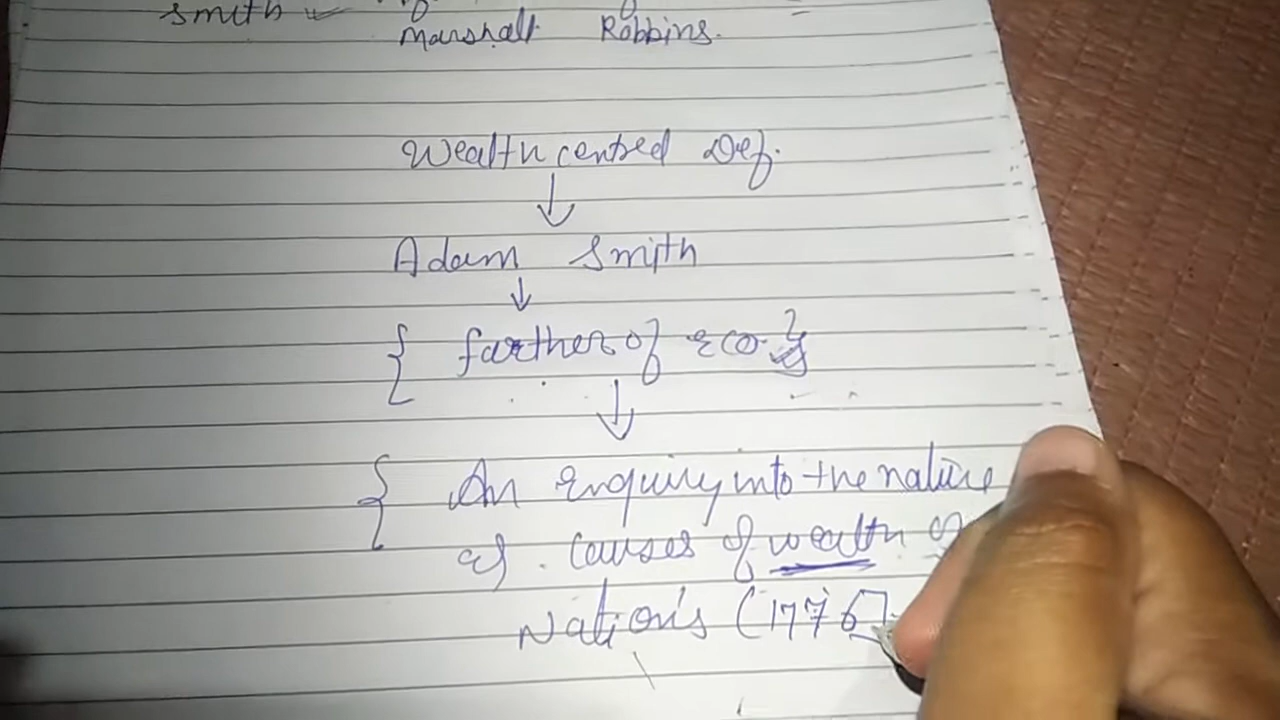 Smith
Marshall Robbins.
Wealth centred Def.
Adam Smith
{ farther of eco. }
{ An Enquiry into the nature
of causes of wealth of
Nation's (1776)